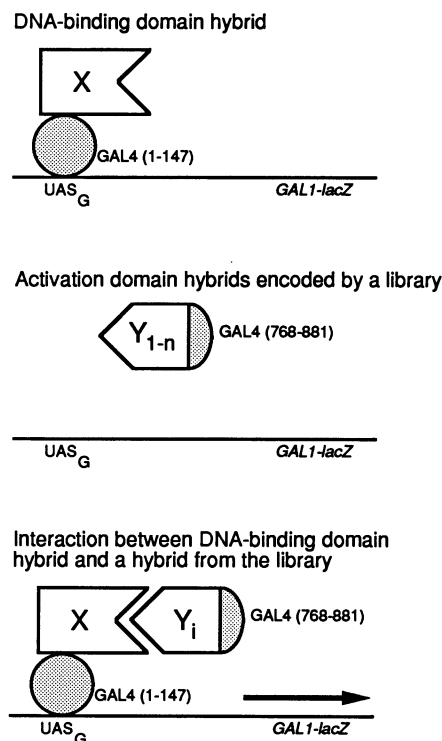 DNA-binding domain hybrid
X
GAL4 (1-147)
UASG GAL1-lacZ
Activation domain hybrids encoded by a library
Y1-n GAL4 (768-881)
UASG GAL1-lacZ
Interaction between DNA-binding domain
hybrid and a hybrid from the library
X Yi GAL4 (768-881)
GAL4 (1-147)
UASG GAL1-lacZ